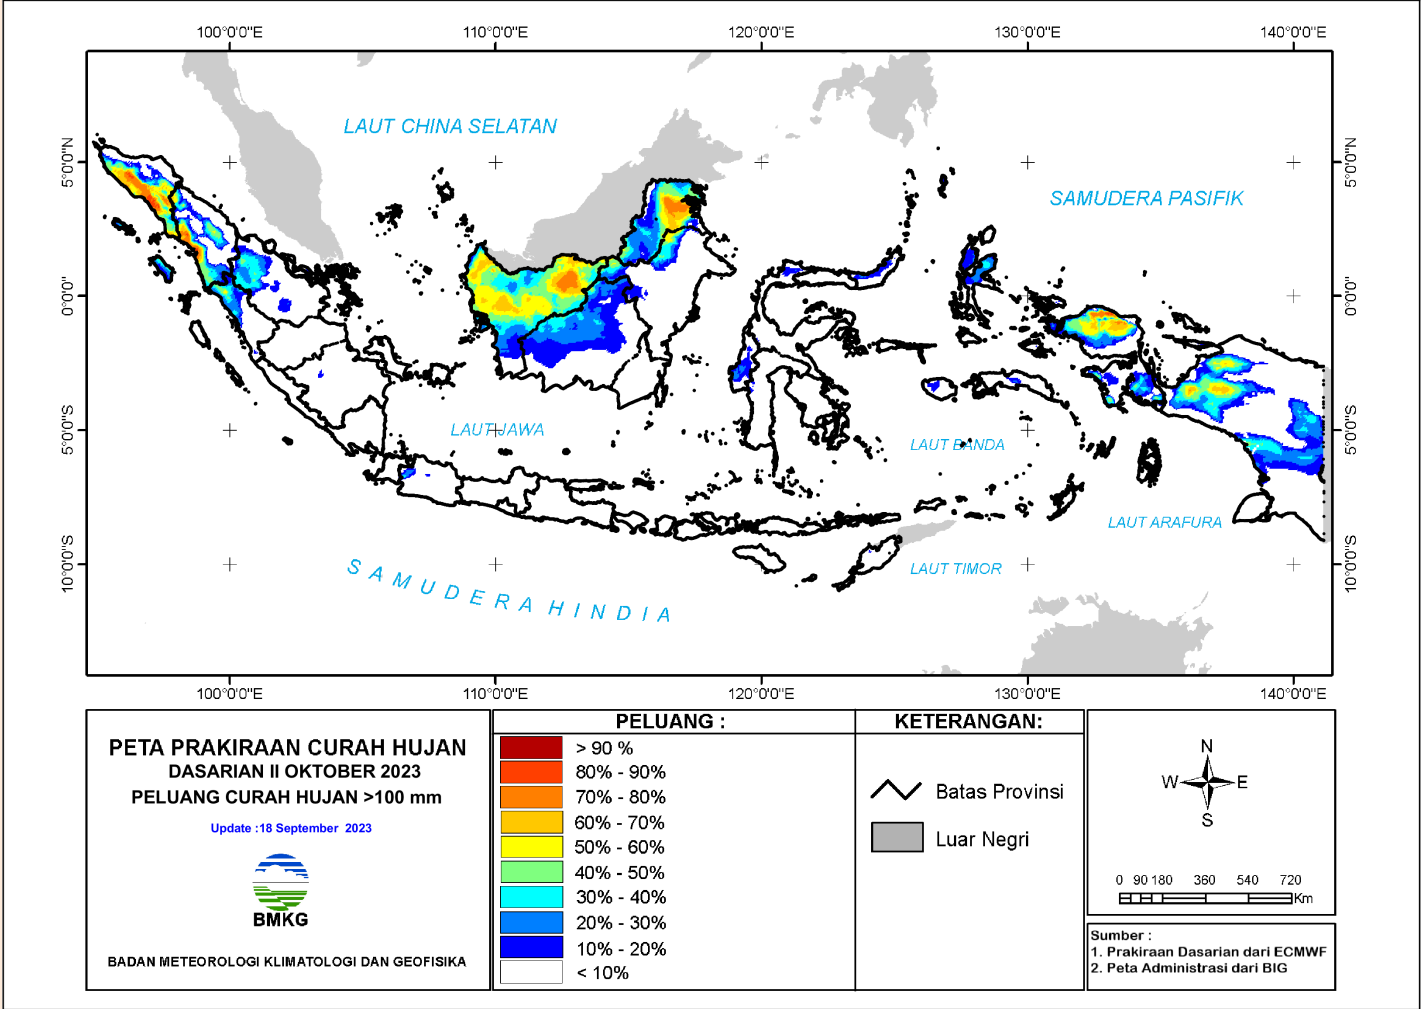 100°0'0"E 110°0'0"E 120°0'0"E 130°0'0"E 140°0'0"E
5°0'0"N
0°0'0"
5°0'0"S
10°0'0"S
LAUT CHINA SELATAN
SAMUDERA PASIFIK
LAUT JAWA
LAUT BANDA
LAUT ARAFURA
LAUT TIMOR
SAMUDERA HINDIA
5°0'0"N
0°0'0"
5°0'0"S
10°0'0"S
100°0'0"E 110°0'0"E 120°0'0"E 130°0'0"E 140°0'0"E
PETA PRAKIRAAN CURAH HUJAN
DASARIAN II OKTOBER 2023
PELUANG CURAH HUJAN >100 mm
Update :18 September 2023
BMKG
BADAN METEOROLOGI KLIMATOLOGI DAN GEOFISIKA
PELUANG :
> 90 %
80% - 90%
70% - 80%
60% - 70%
50% - 60%
40% - 50%
30% - 40%
20% - 30%
10% - 20%
< 10%
KETERANGAN:
Batas Provinsi
Luar Negri
N
W E
S
0 90 180 360 540 720
Km
Sumber :
1. Prakiraan Dasarian dari ECMWF
2. Peta Administrasi dari BIG